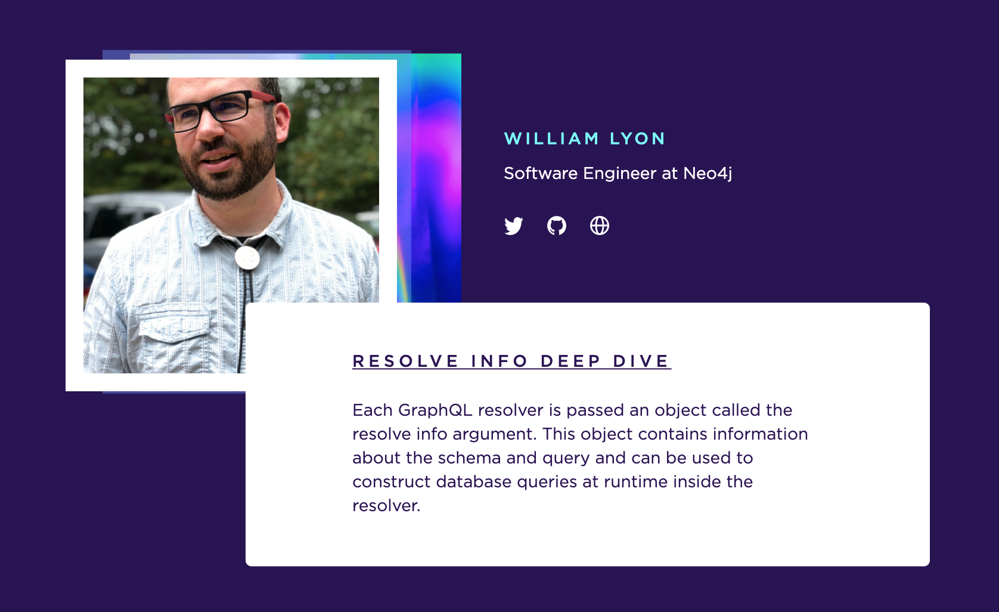 WILLIAM LYON
Software Engineer at Neo4j
RESOLVE INFO DEEP DIVE
Each GraphQL resolver is passed an object called the
resolve info argument. This object contains information
about the schema and query and can be used to
construct database queries at runtime inside the
resolver.